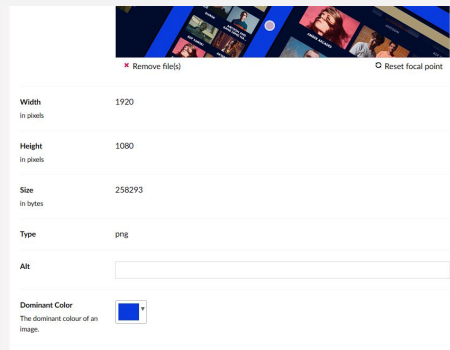 ✖ Remove file(s)
Reset focal point
Width
1920
in pixels
Height
1080
in pixels
Size
258293
in bytes
Type
png
Alt
Dominant Color
The dominant colour of an
image.